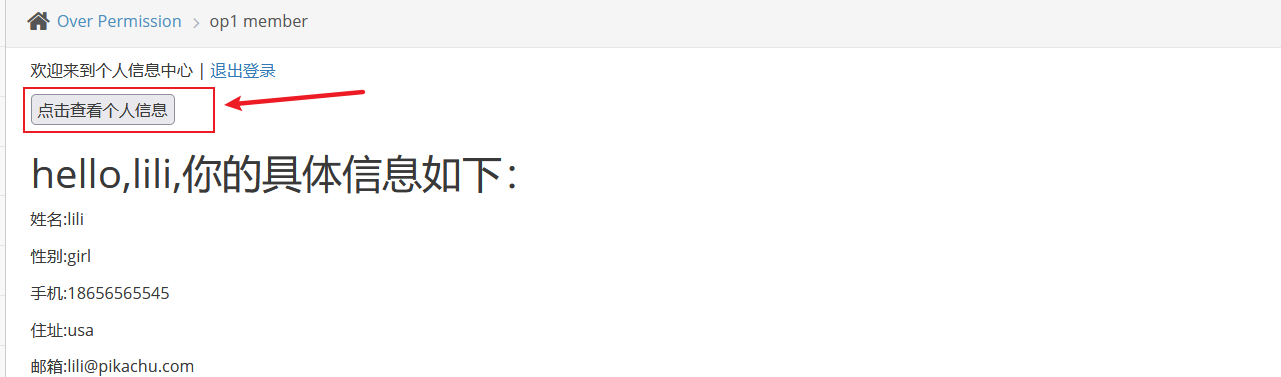 Over Permission > op1 member
欢迎来到个人信息中心 | 退出登录
点击查看个人信息
hello,lili,你的具体信息如下：
姓名:lili
性别:girl
手机:18656565545
住址:usa
邮箱:lili@pikachu.com